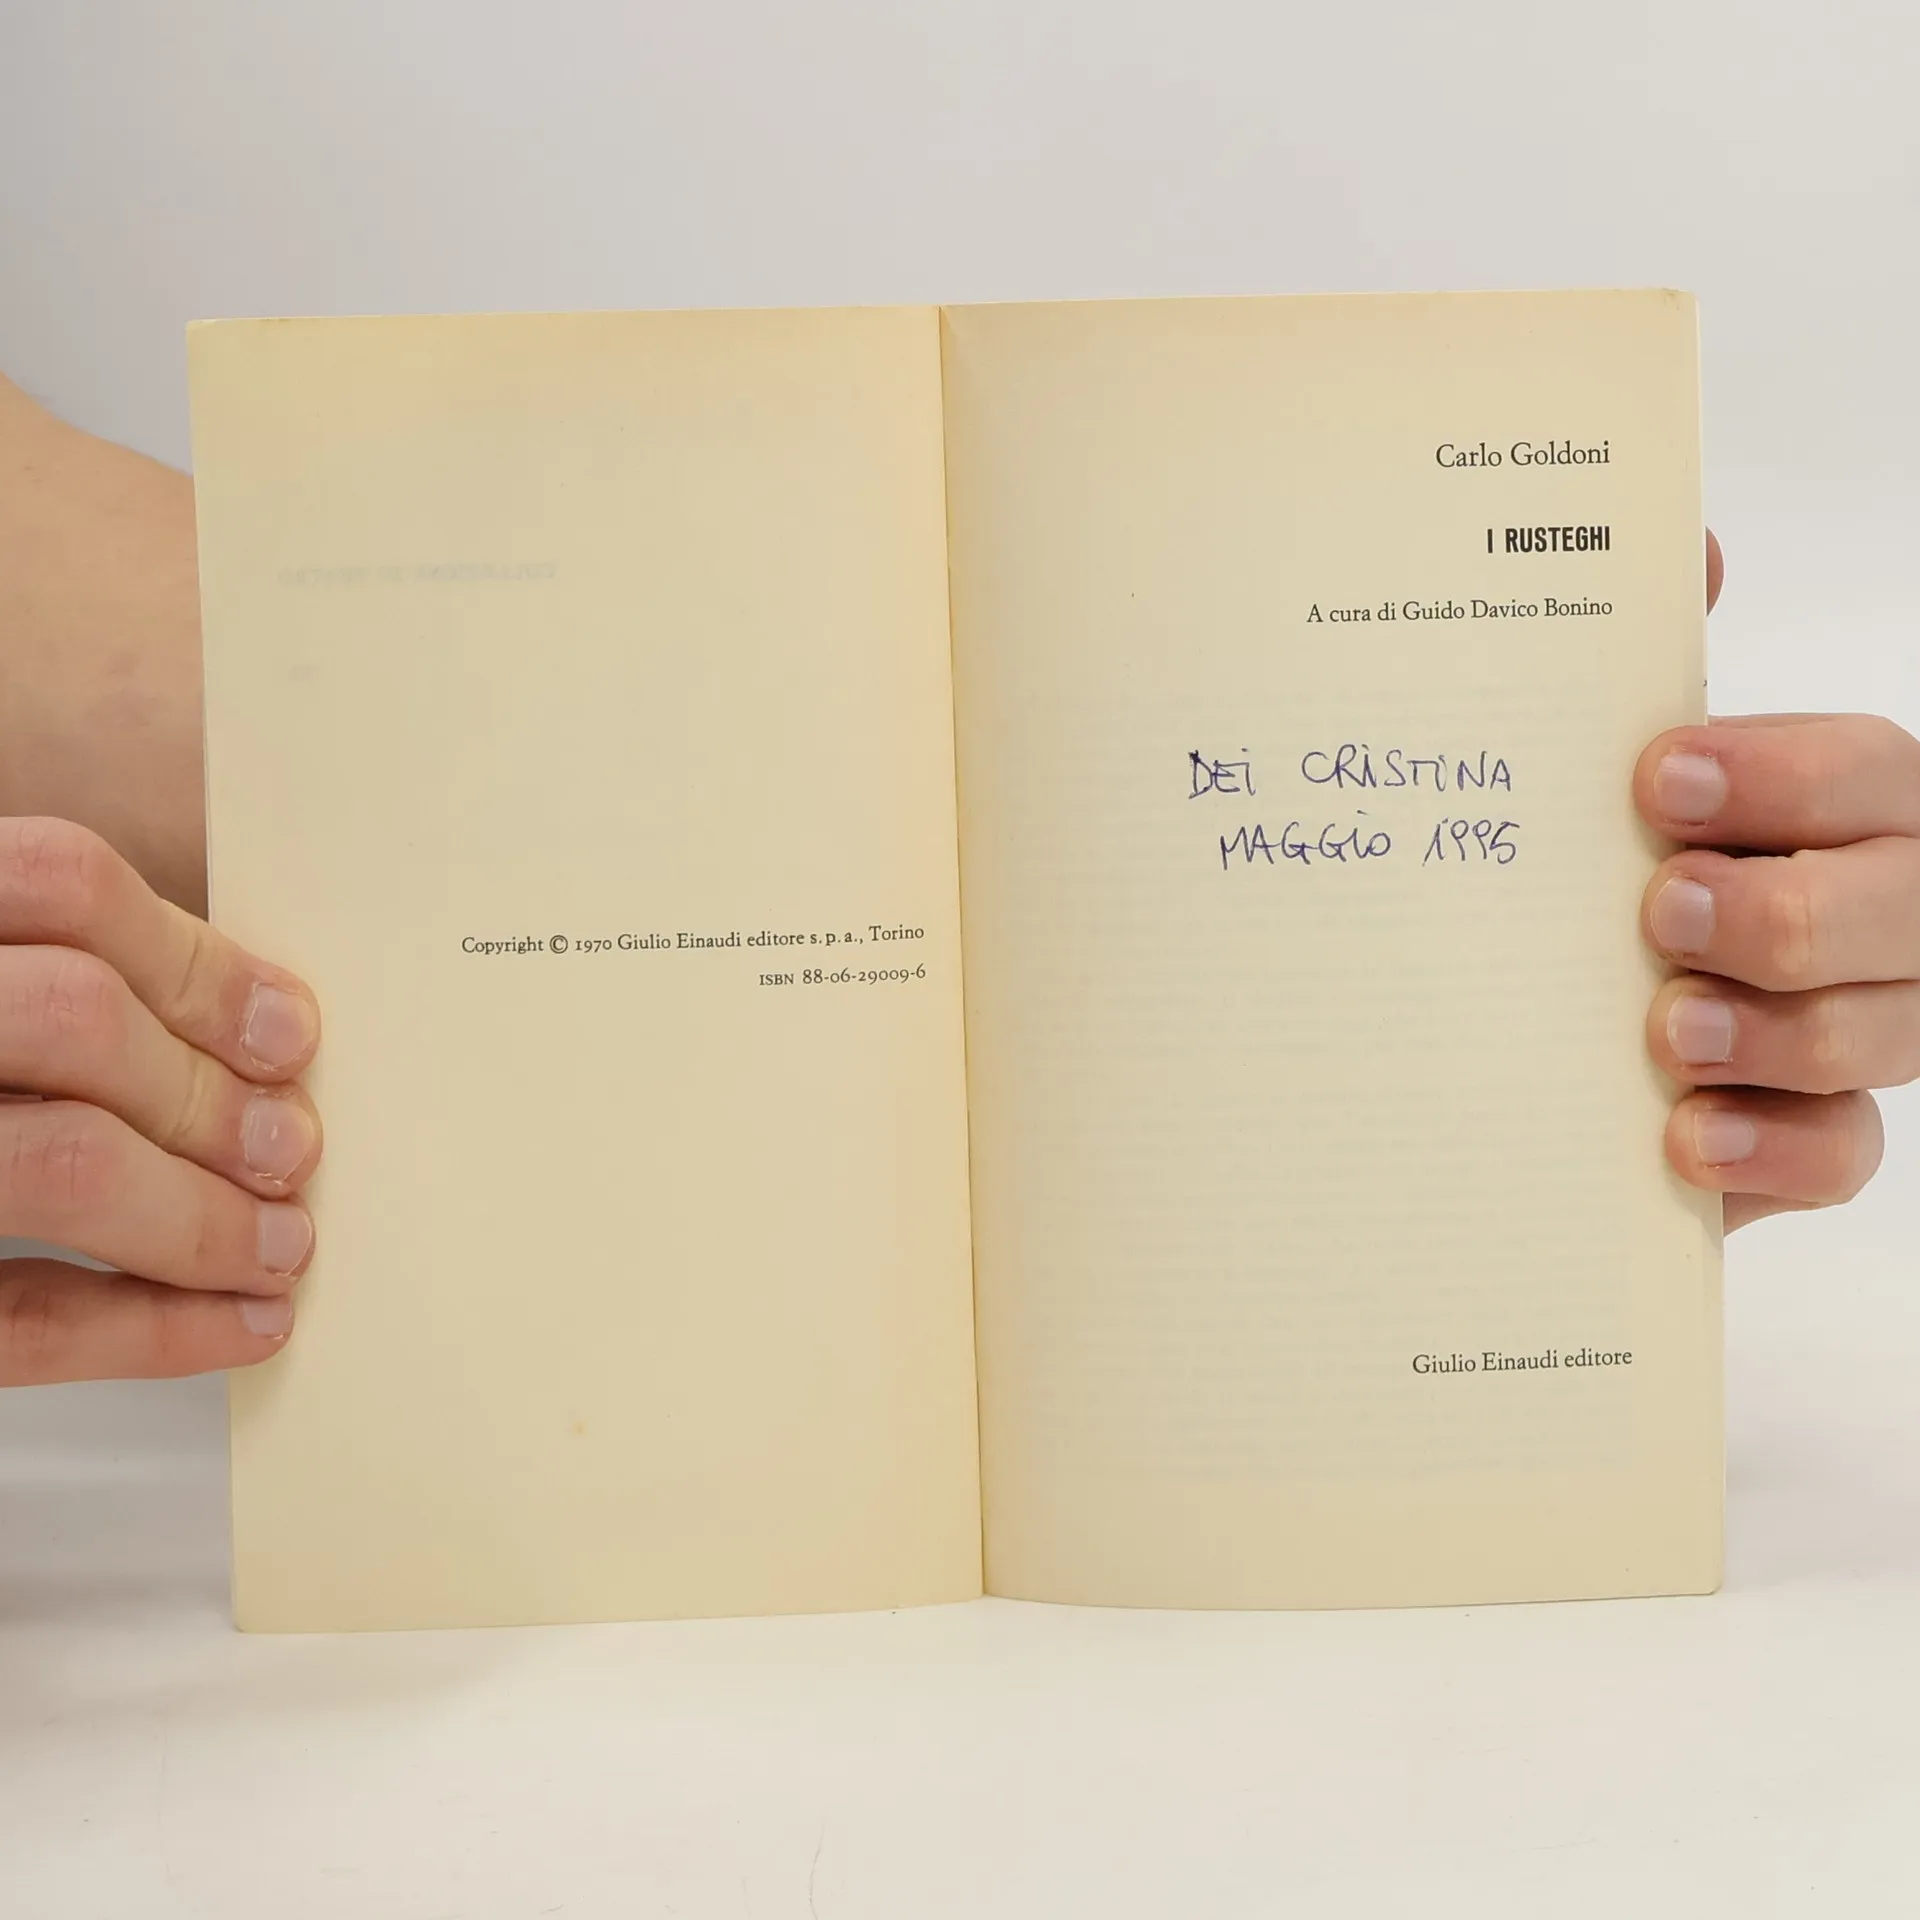 Copyright © 1970 Giulio Einaudi editore s.p.a., Torino
ISBN 88-06-29009-6
Carlo Goldoni
I RUSTEGHI
A cura di Guido Davico Bonino
DEI CRISTINA
MAGGIO 1995
Giulio Einaudi editore